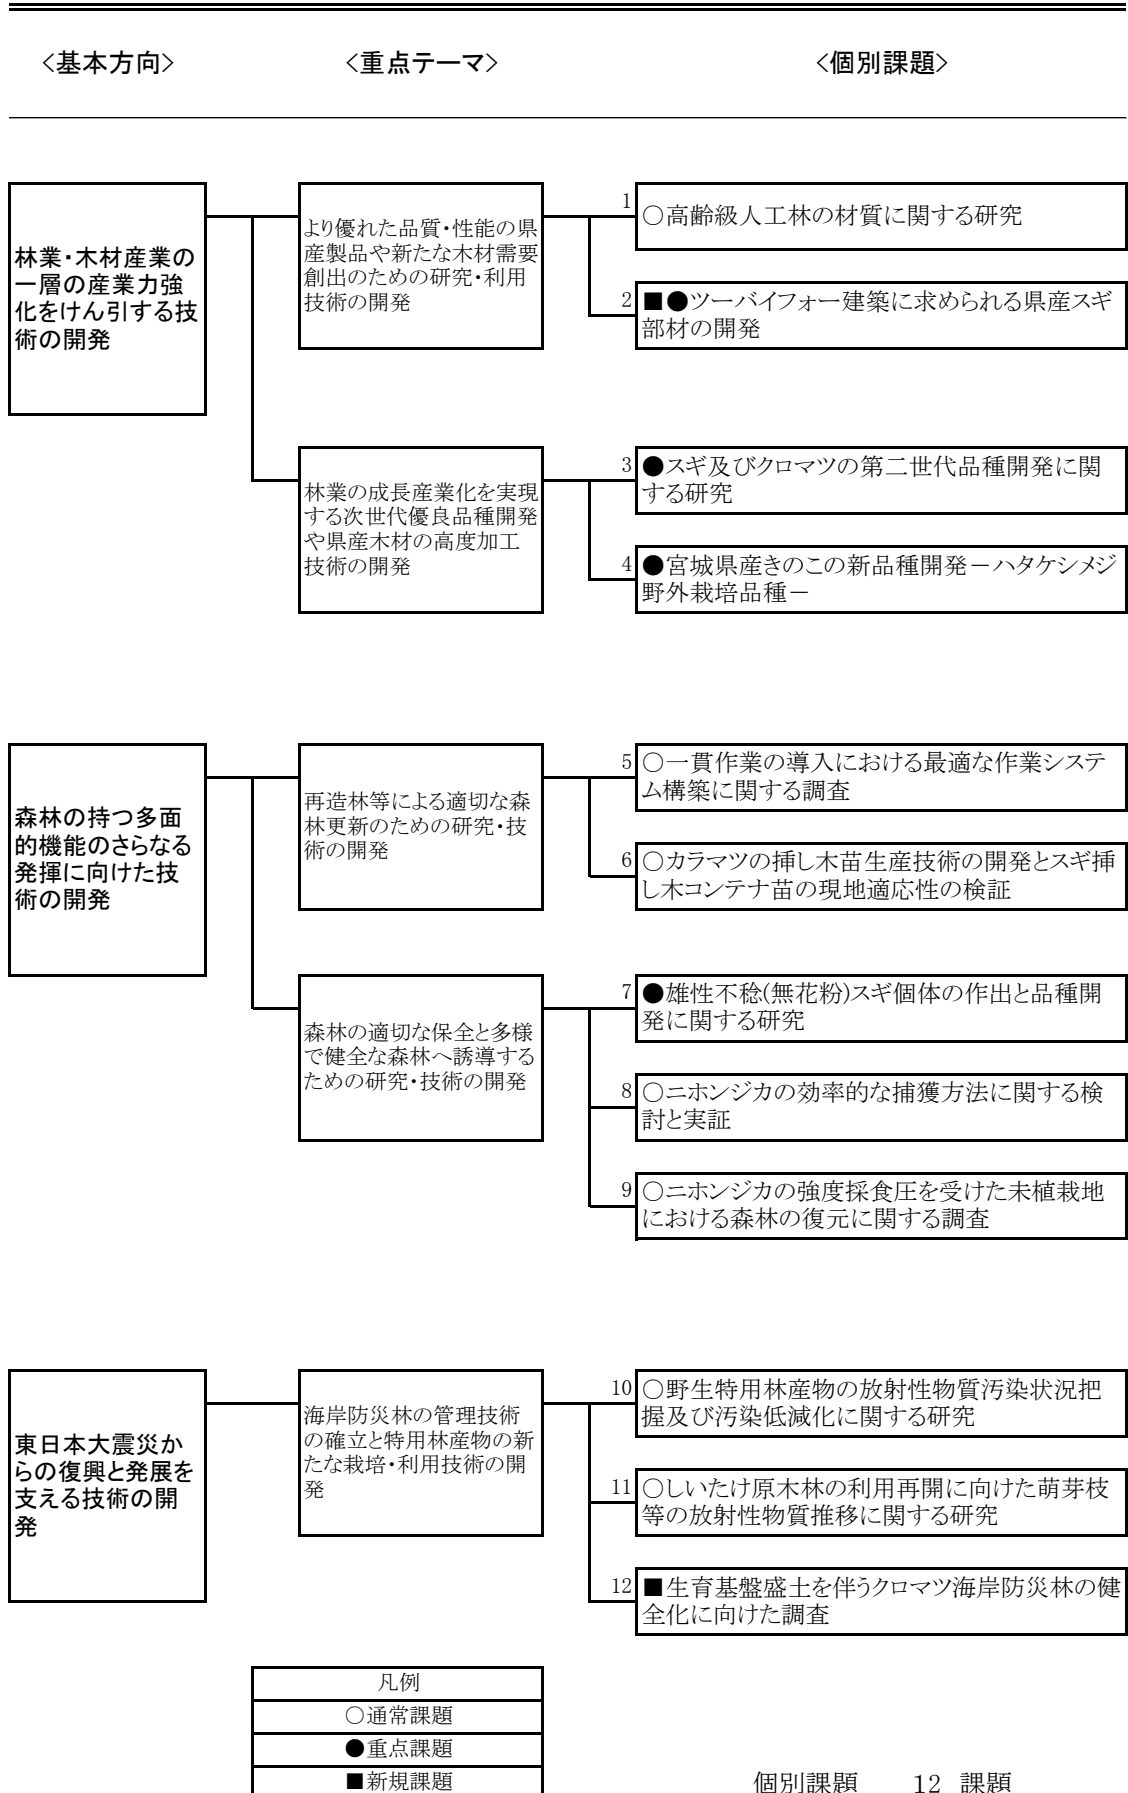 <基本方向>
<重点テーマ>
<個別課題>
林業・木材産業の
一層の産業力強
化をけん引する技
術の開発
より優れた品質・性能の県
産製品や新たな木材需要
創出のための研究・利用
技術の開発
1
○高齢級人工林の材質に関する研究
2
■●ツーバイフォー建築に求められる県産スギ
部材の開発
林業の成長産業化を実現
する次世代優良品種開発
や県産木材の高度加工
技術の開発
3
●スギ及びクロマツの第二世代品種開発に関
する研究
4
●宮城県産きのこの新品種開発－ハタケシメジ
野外栽培品種－
森林の持つ多面
的機能のさらなる
発揮に向けた技
術の開発
再造林等による適切な森
林更新のための研究・技
術の開発
5
○一貫作業の導入における最適な作業システ
ム構築に関する調査
6
○カラマツの挿し木苗生産技術の開発とスギ挿
し木コンテナ苗の現地適応性の検証
森林の適切な保全と多様
で健全な森林へ誘導する
ための研究・技術の開発
7
●雄性不稔(無花粉)スギ個体の作出と品種開
発に関する研究
8
○ニホンジカの効率的な捕獲方法に関する検
討と実証
9
○ニホンジカの強度採食圧を受けた未植栽地
における森林の復元に関する調査
東日本大震災か
らの復興と発展を
支える技術の開
発
海岸防災林の管理技術
の確立と特用林産物の新
たな栽培・利用技術の開
発
10
○野生特用林産物の放射性物質汚染状況把
握及び汚染低減化に関する研究
11
○しいたけ原木林の利用再開に向けた萌芽枝
等の放射性物質推移に関する研究
12
■生育基盤盛土を伴うクロマツ海岸防災林の健
全化に向けた調査
凡例
○通常課題
●重点課題
■新規課題
個別課題 12 課題